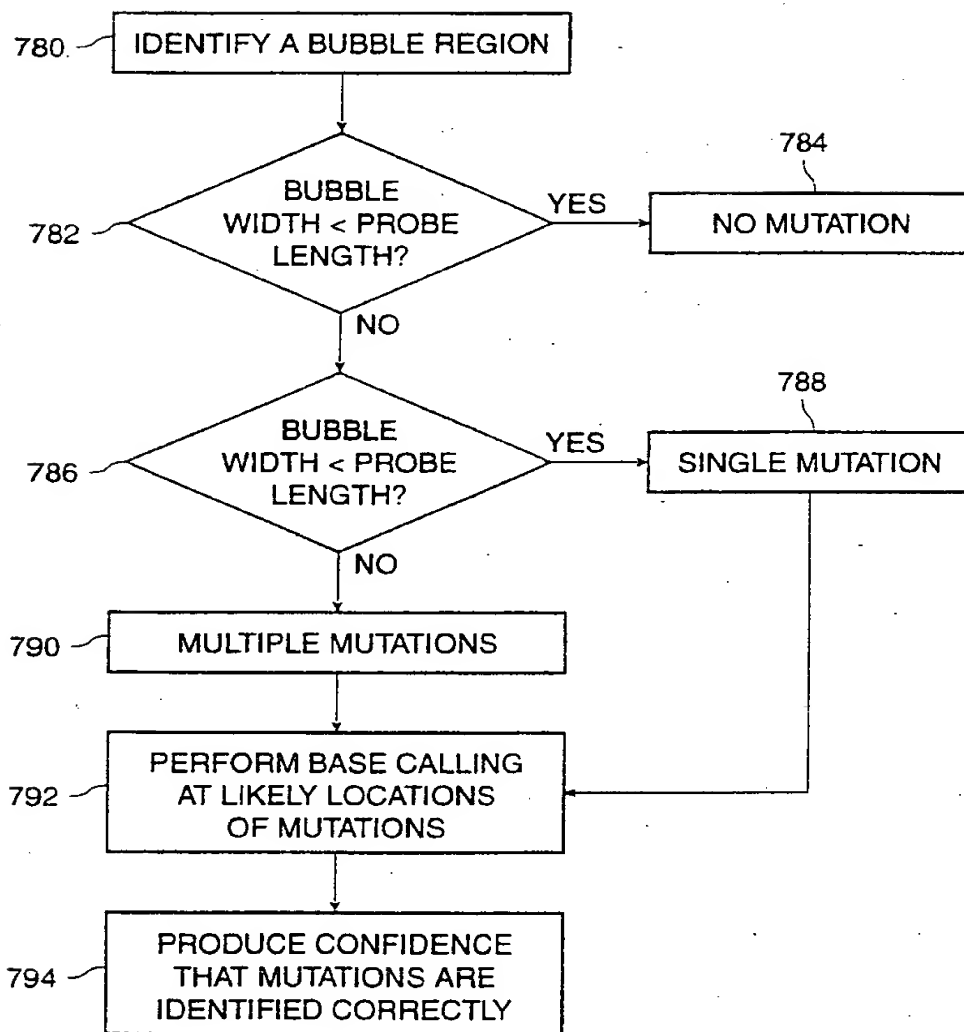 780
IDENTIFY A BUBBLE REGION
782
BUBBLE
WIDTH < PROBE
LENGTH?
YES
784
NO MUTATION
NO
786
BUBBLE
WIDTH < PROBE
LENGTH?
YES
788
SINGLE MUTATION
NO
790
MULTIPLE MUTATIONS
792
PERFORM BASE CALLING
AT LIKELY LOCATIONS
OF MUTATIONS
794
PRODUCE CONFIDENCE
THAT MUTATIONS ARE
IDENTIFIED CORRECTLY